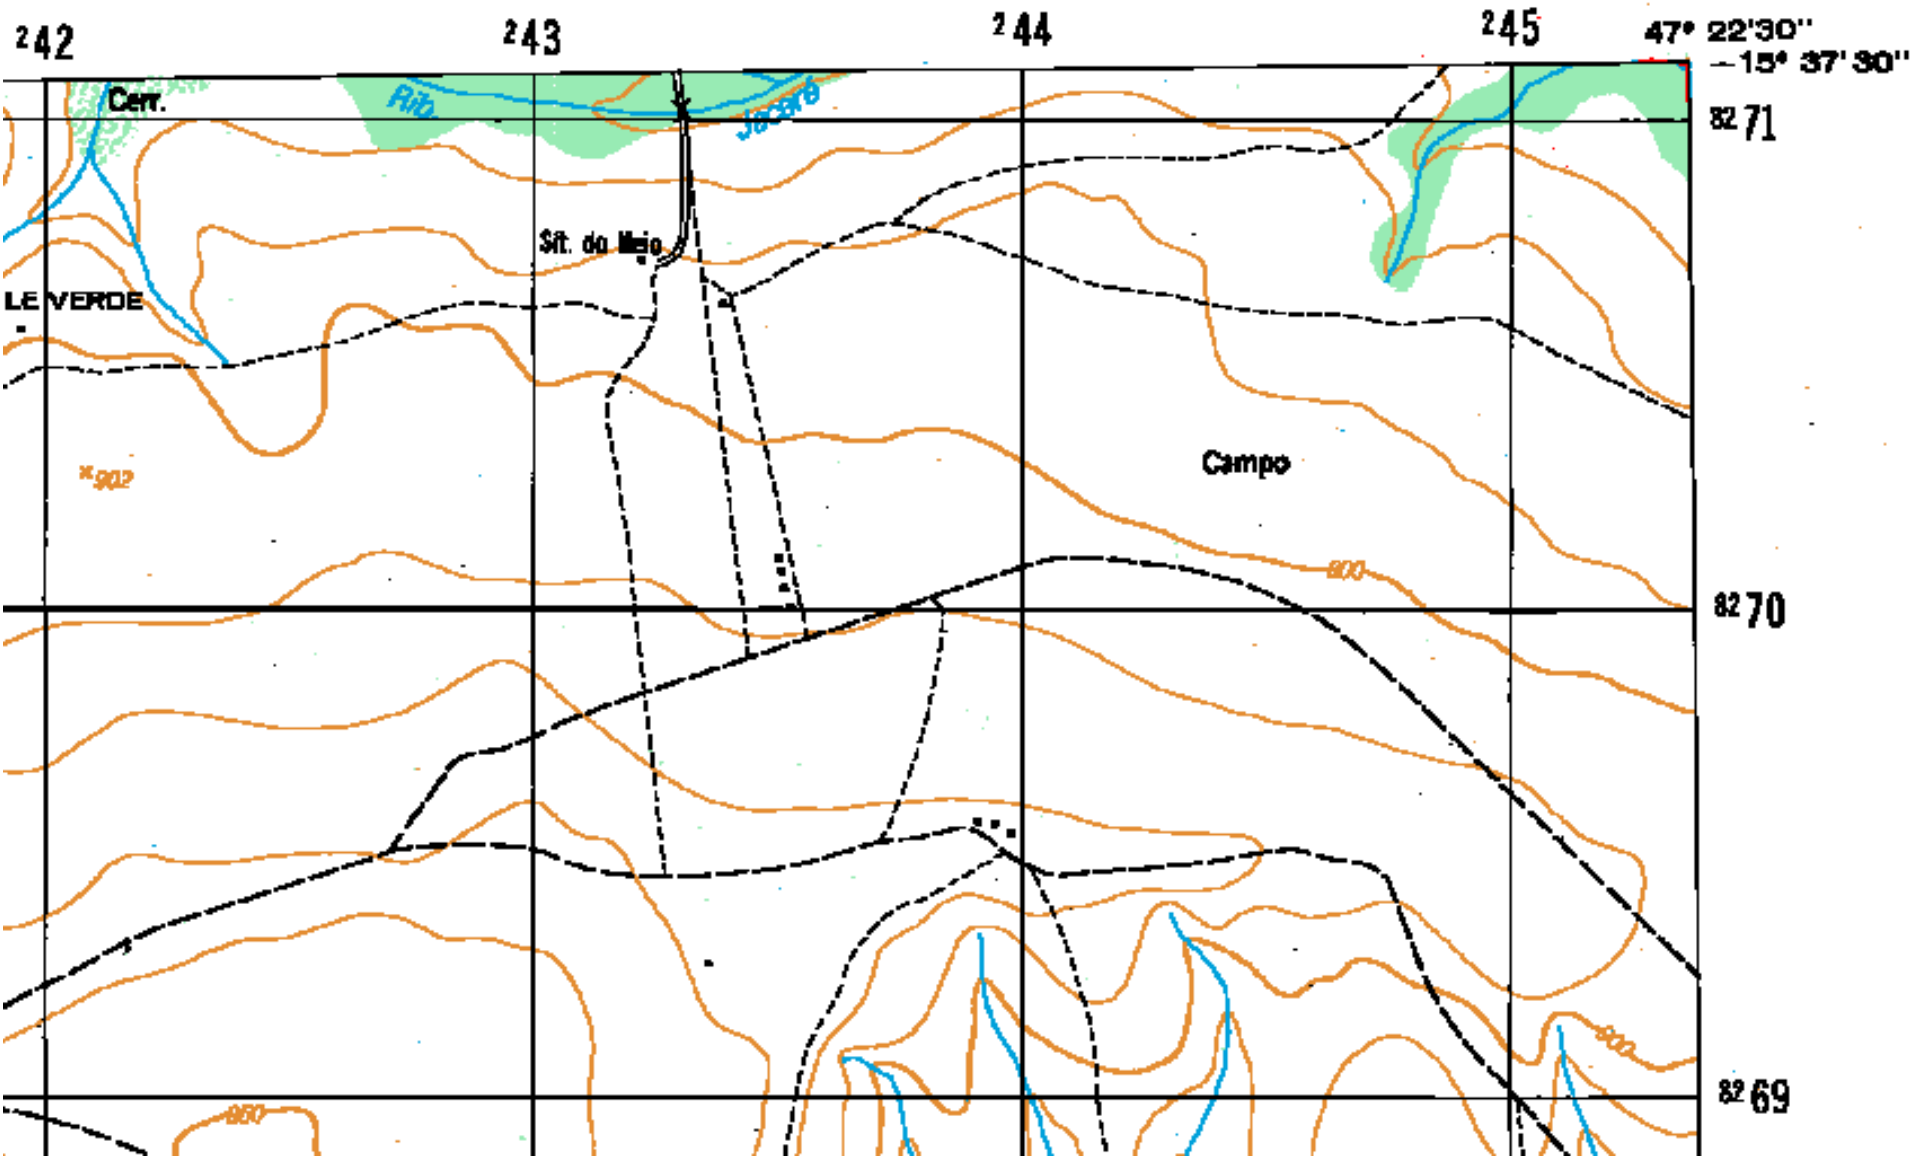 242 243 244 245 47° 22'30"
-15° 37'30"
Cerr.
Rib. Jacaré
8271
Sít. do Meio
LE VERDE
Campo
×902
800
8270
900
8269
950